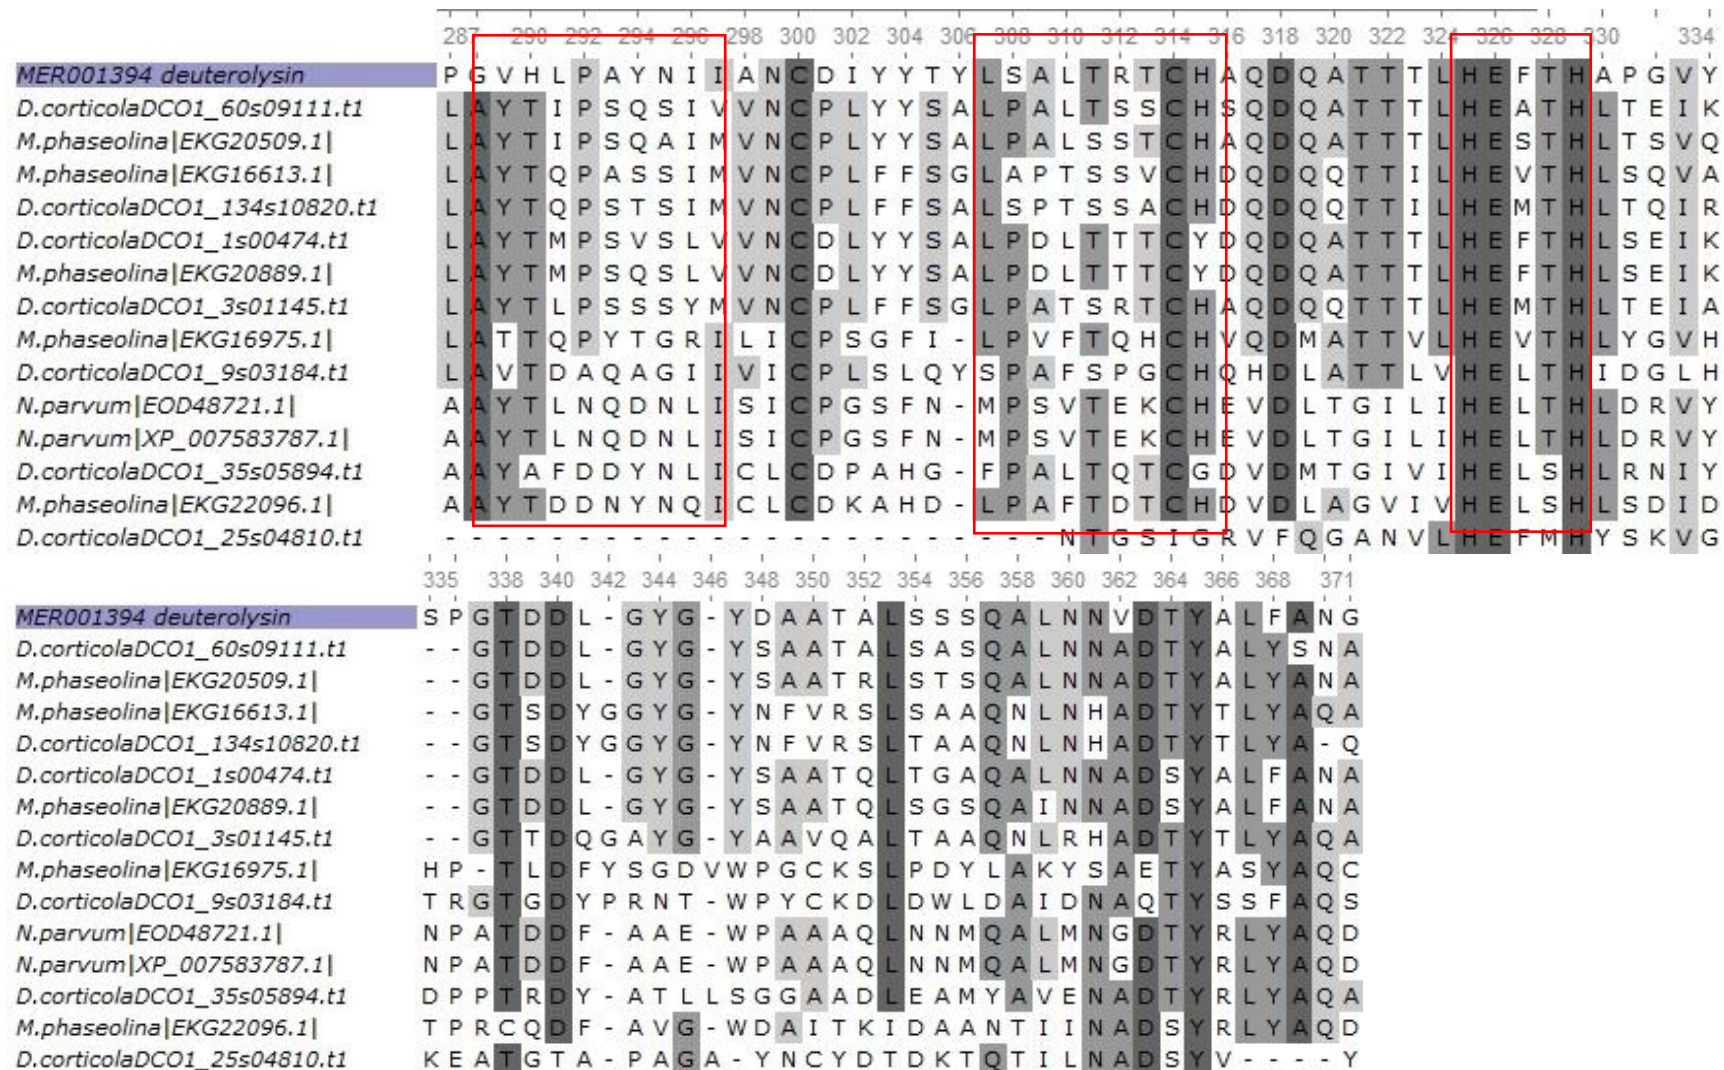 287 290 292 294 296 298 300 302 304 306 308 310 312 314 316 318 320 322 324 326 328 330 334
MER001394 deuterolysin P G V H L P A Y N I I A N C D I Y Y T Y L S A L T R T C H A Q D Q A T T T L H E F T H A P G V Y
D.corticolaDCO1_60s09111.t1 L A Y T I P S Q S I V V N C P L Y Y S A L P A L T S S C H S Q D Q A T T T L H E A T H L T E I K
M.phaseolina|EKG20509.1| L A Y T I P S Q A I M V N C P L Y Y S A L P A L S S T C H A Q D Q A T T T L H E S T H L T S V Q
M.phaseolina|EKG16613.1| L A Y T Q P A S S I M V N C P L F F S G L A P T S S V C H D Q D Q Q T T I L H E V T H L S Q V A
D.corticolaDCO1_134s10820.t1 L A Y T Q P S T S I M V N C P L F F S A L S P T S S A C H D Q D Q Q T T I L H E M T H L T Q I R
D.corticolaDCO1_1s00474.t1 L A Y T M P S V S L V V N C D L Y Y S A L P D L T T T C Y D Q D Q A T T T L H E F T H L S E I K
M.phaseolina|EKG20889.1| L A Y T M P S Q S L V V N C D L Y Y S A L P D L T T T C Y D Q D Q A T T T L H E F T H L S E I K
D.corticolaDCO1_3s01145.t1 L A Y T L P S S S Y M V N C P L F F S G L P A T S R T C H A Q D Q Q T T T L H E M T H L T E I A
M.phaseolina|EKG16975.1| L A T T Q P Y T G R I L I C P S G F I - L P V F T Q H C H V Q D M A T T V L H E V T H L Y G V H
D.corticolaDCO1_9s03184.t1 L A V T D A Q A G I I V I C P L S L Q Y S P A F S P G C H Q H D L A T T L V H E L T H I D G L H
N.parvum|EOD48721.1| A A Y T L N Q D N L I S I C P G S F N - M P S V T E K C H E V D L T G I L I H E L T H L D R V Y
N.parvum|XP_007583787.1| A A Y T L N Q D N L I S I C P G S F N - M P S V T E K C H E V D L T G I L I H E L T H L D R V Y
D.corticolaDCO1_35s05894.t1 A A Y A F D D Y N L I C L C D P A H G - F P A L T Q T C G D V D M T G I V I H E L S H L R N I Y
M.phaseolina|EKG22096.1| A A Y T D D N Y N Q I C L C D K A H D - L P A F T D T C H D V D L A G V I V H E L S H L S D I D
D.corticolaDCO1_25s04810.t1 - - - - - - - - - - - - - - - - - - - - - - - N T G S I G R V F Q G A N V L H E F M H Y S K V G
335 338 340 342 344 346 348 350 352 354 356 358 360 362 364 366 368 371
MER001394 deuterolysin S P G T D D L - G Y G - Y D A A T A L S S S Q A L N N V D T Y A L F A N G
D.corticolaDCO1_60s09111.t1 - - G T D D L - G Y G - Y S A A T A L S A S Q A L N N A D T Y A L Y S N A
M.phaseolina|EKG20509.1| - - G T D D L - G Y G - Y S A A T R L S T S Q A L N N A D T Y A L Y A N A
M.phaseolina|EKG16613.1| - - G T S D Y G G Y G - Y N F V R S L S A A Q N L N H A D T Y T L Y A Q A
D.corticolaDCO1_134s10820.t1 - - G T S D Y G G Y G - Y N F V R S L T A A Q N L N H A D T Y T L Y A - Q
D.corticolaDCO1_1s00474.t1 - - G T D D L - G Y G - Y S A A T Q L T G A Q A L N N A D S Y A L F A N A
M.phaseolina|EKG20889.1| - - G T D D L - G Y G - Y S A A T Q L S G S Q A I N N A D S Y A L F A N A
D.corticolaDCO1_3s01145.t1 - - G T T D Q G A Y G - Y A A V Q A L T A A Q N L R H A D T Y T L Y A Q A
M.phaseolina|EKG16975.1| H P - T L D F Y S G D V W P G C K S L P D Y L A K Y S A E T Y A S Y A Q C
D.corticolaDCO1_9s03184.t1 T R G T G D Y P R N T - W P Y C K D L D W L D A I D N A Q T Y S S F A Q S
N.parvum|EOD48721.1| N P A T D D F - A A E - W P A A A Q L N N M Q A L M N G D T Y R L Y A Q D
N.parvum|XP_007583787.1| N P A T D D F - A A E - W P A A A Q L N N M Q A L M N G D T Y R L Y A Q D
D.corticolaDCO1_35s05894.t1 D P P T R D Y - A T L L S G G A A D L E A M Y A V E N A D T Y R L Y A Q A
M.phaseolina|EKG22096.1| T P R C Q D F - A V G - W D A I T K I D A A N T I I N A D S Y R L Y A Q D
D.corticolaDCO1_25s04810.t1 K E A T G T A - P A G A - Y N C Y D T D K T Q T I L N A D S Y V - - - - Y